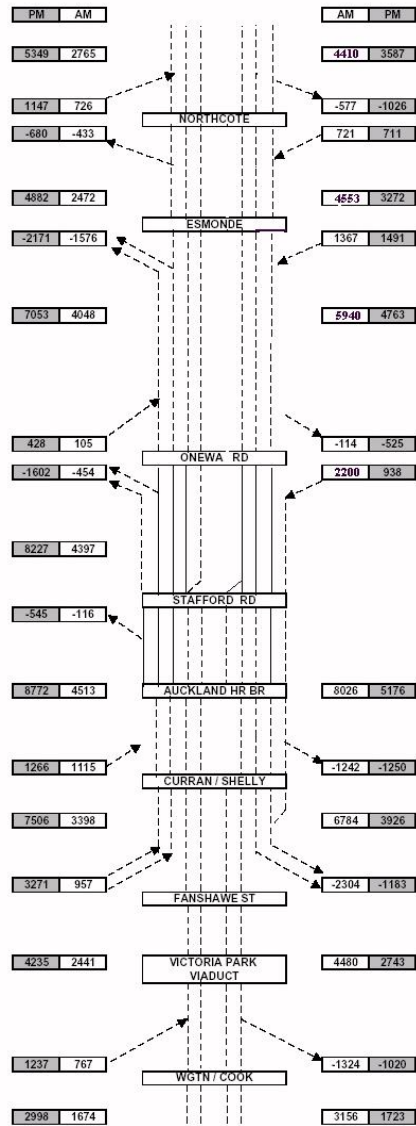 PM AM AM PM
5349 2765 4410 3587
1147 726 -577 -1026
NORTHCOTE
-680 -433 721 711
4882 2472 4553 3272
ESMONDE
-2171 -1576 1367 1491
7053 4048 5940 4763
428 105 -114 -525
ONEWA RD
-1602 -454 2200 938
8227 4397
STAFFORD RD
-545 -116
8772 4513 AUCKLAND HR BR 8026 5176
1266 1115 -1242 -1250
CURRAN / SHELLY
7506 3398 6784 3926
3271 957 -2304 -1183
FANSHAWE ST
4235 2441 VICTORIA PARK 4480 2743
VIADUCT
1237 767 -1324 -1020
WGTN / COOK
2998 1674 3156 1723